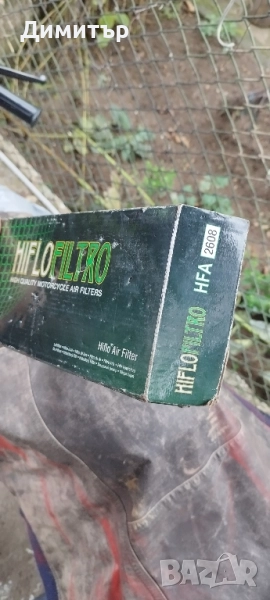 Димитър
HIFLOFILTRO
HIGH QUALITY MOTORCYCLE AIR FILTERS
Hiflo Air Filter
HIFLOFILTRO HFA 2608
BAZAR